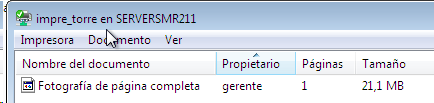 impre_torre en SERVERSMR211
Impresora Documento Ver
Nombre del documento Propietario Páginas Tamaño
Fotografía de página completa gerente 1 21,1 MB